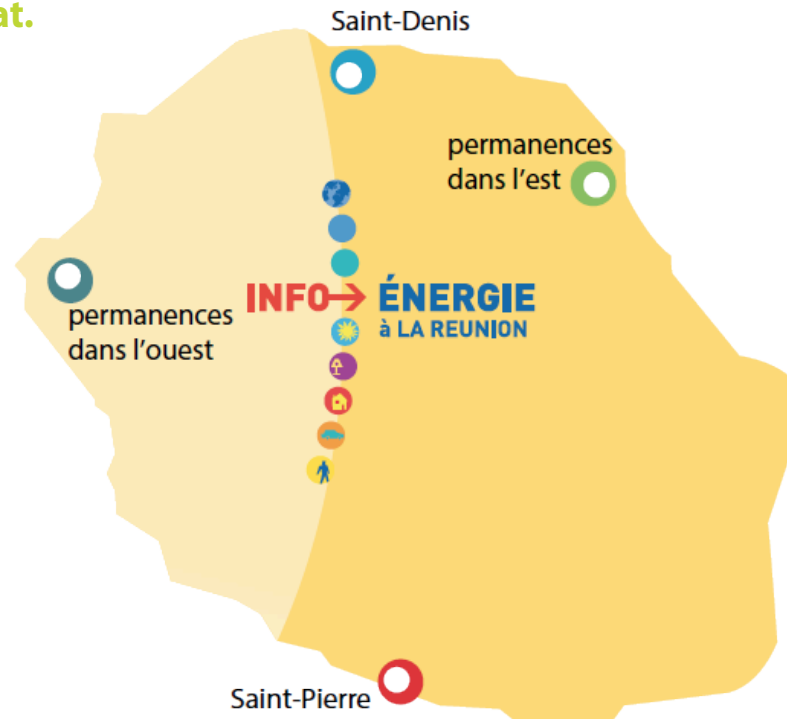 at.
Saint-Denis
permanences
dans l'est
INFO→ ÉNERGIE
à LA REUNION
permanences
dans l'ouest
Saint-Pierre